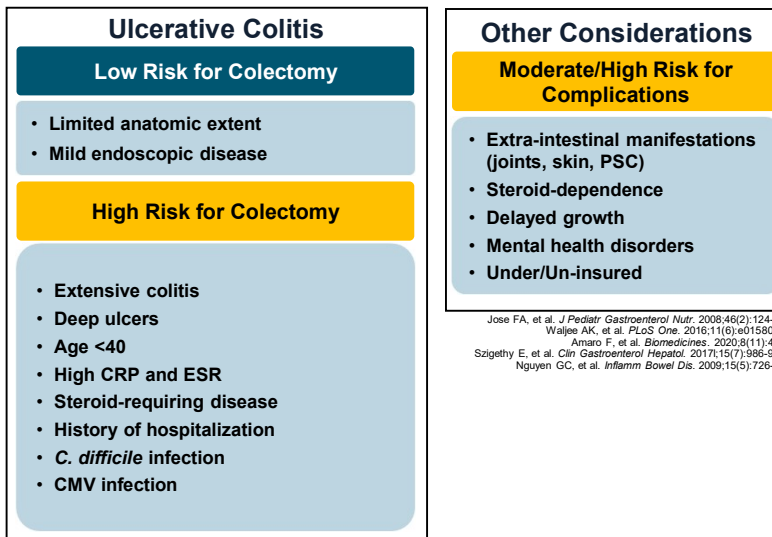 Ulcerative Colitis
Low Risk for Colectomy
• Limited anatomic extent
• Mild endoscopic disease
High Risk for Colectomy
• Extensive colitis
• Deep ulcers
• Age <40
• High CRP and ESR
• Steroid-requiring disease
• History of hospitalization
• C. difficile infection
• CMV infection
Other Considerations
Moderate/High Risk for
Complications
• Extra-intestinal manifestations
(joints, skin, PSC)
• Steroid-dependence
• Delayed growth
• Mental health disorders
• Under/Un-insured
Jose FA, et al. J Pediatr Gastroenterol Nutr. 2008;46(2):124-
Waljee AK, et al. PLoS One. 2016;11(6):e01580
Amaro F, et al. Biomedicines. 2020;8(11):4
Szigethy E, et al. Clin Gastroenterol Hepatol. 2017l;15(7):986-9
Nguyen GC, et al. Inflamm Bowel Dis. 2009;15(5):726-